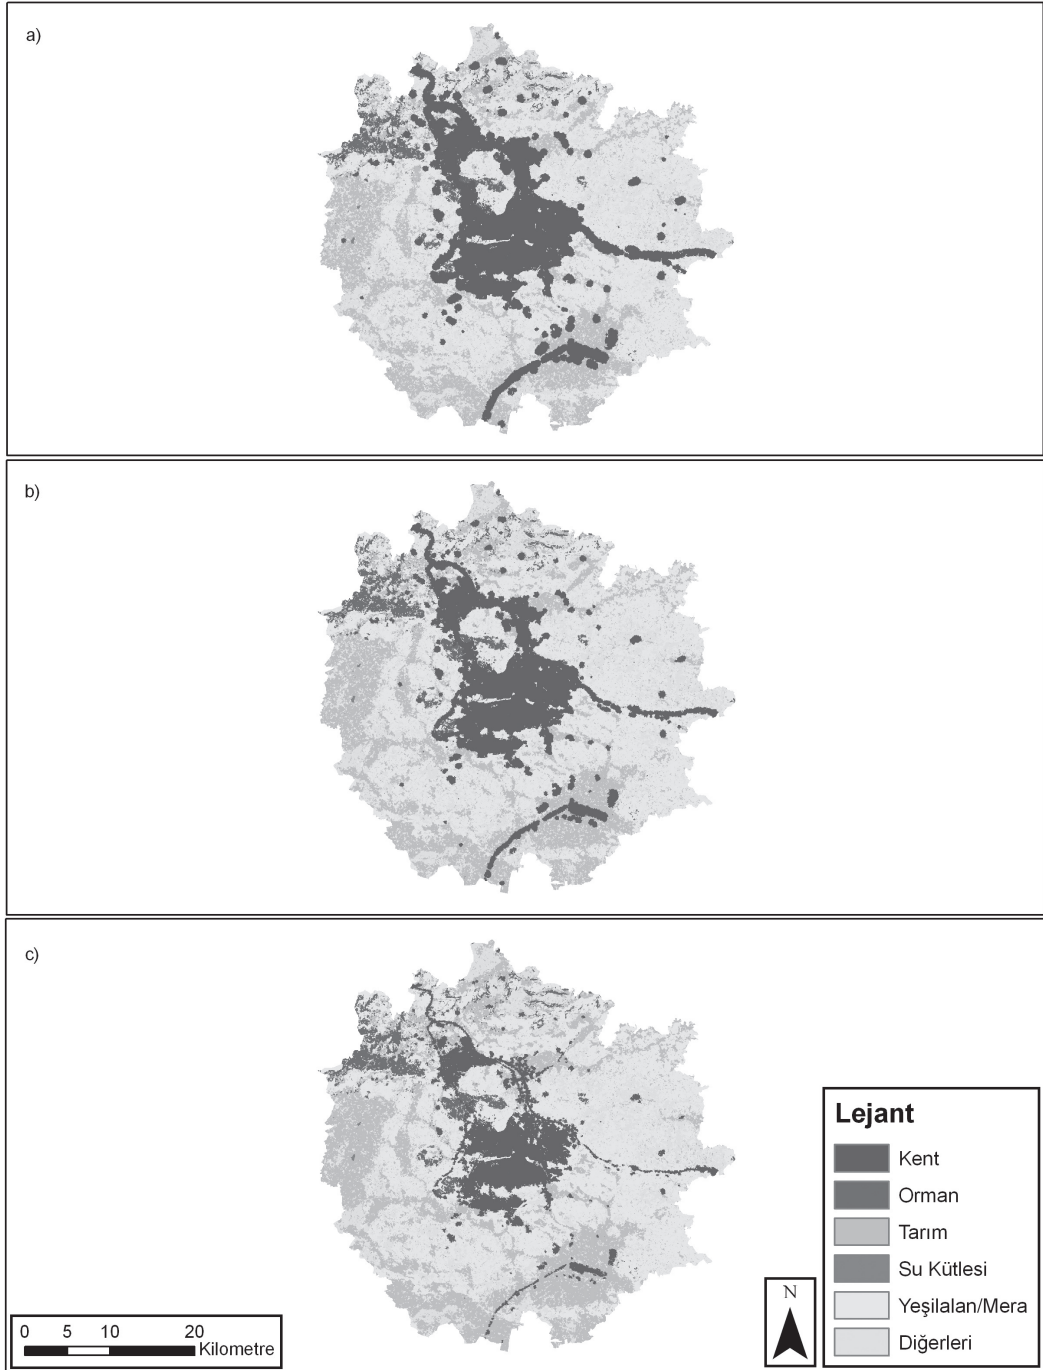 a)
b)
c)
Lejant
Kent
Orman
Tarım
Su Kütlesi
Yeşilalan/Mera
Diğerleri
N
0 5 10 20
Kilometre